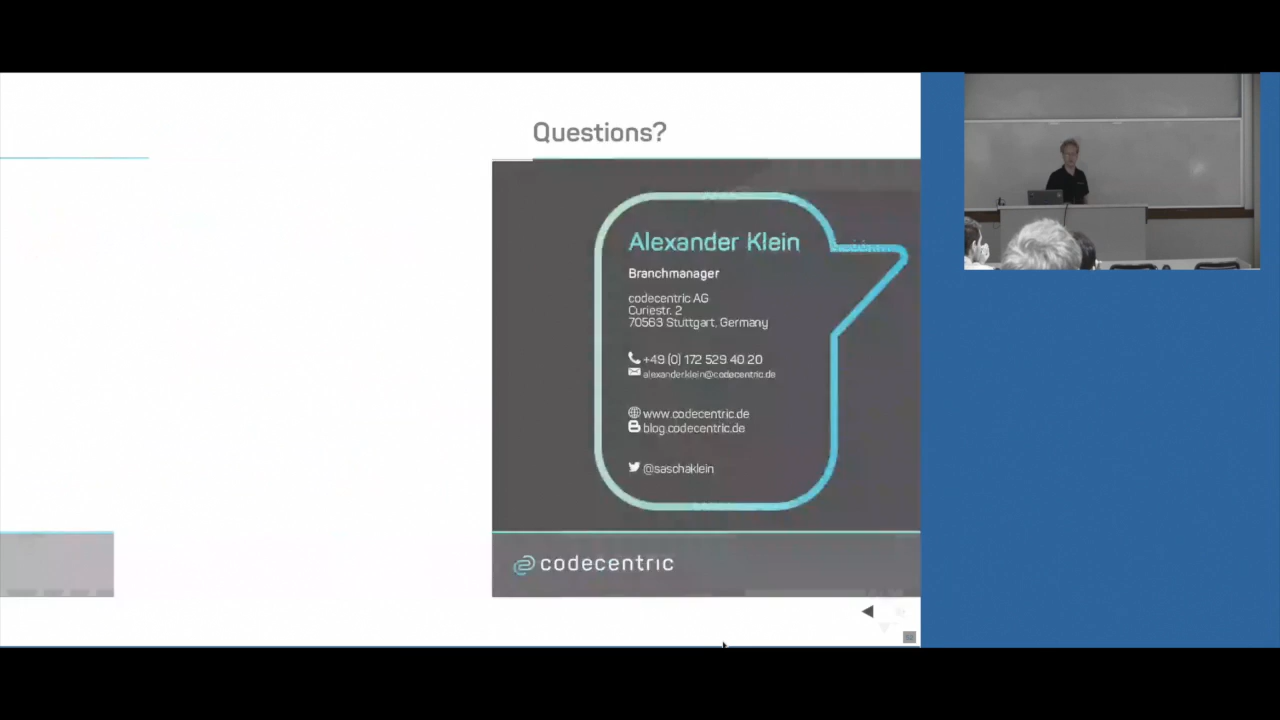 Questions?
Alexander Klein
Branchmanager
codecentric AG
Curiestr. 2
70563 Stuttgart, Germany
+49 (0) 172 529 40 20
alexander.klein@codecentric.de
www.codecentric.de
blog.codecentric.de
@saschaklein
codecentric